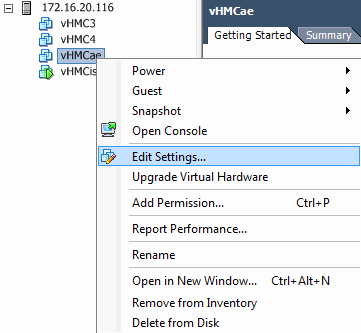 172.16.20.116
vHMC3
vHMC4
vHMCae
vHMCis
vHMCae
Getting Started
Summary
Power
Guest
Snapshot
Open Console
Edit Settings...
Upgrade Virtual Hardware
Add Permission... Ctrl+P
Report Performance...
Rename
Open in New Window... Ctrl+Alt+N
Remove from Inventory
Delete from Disk